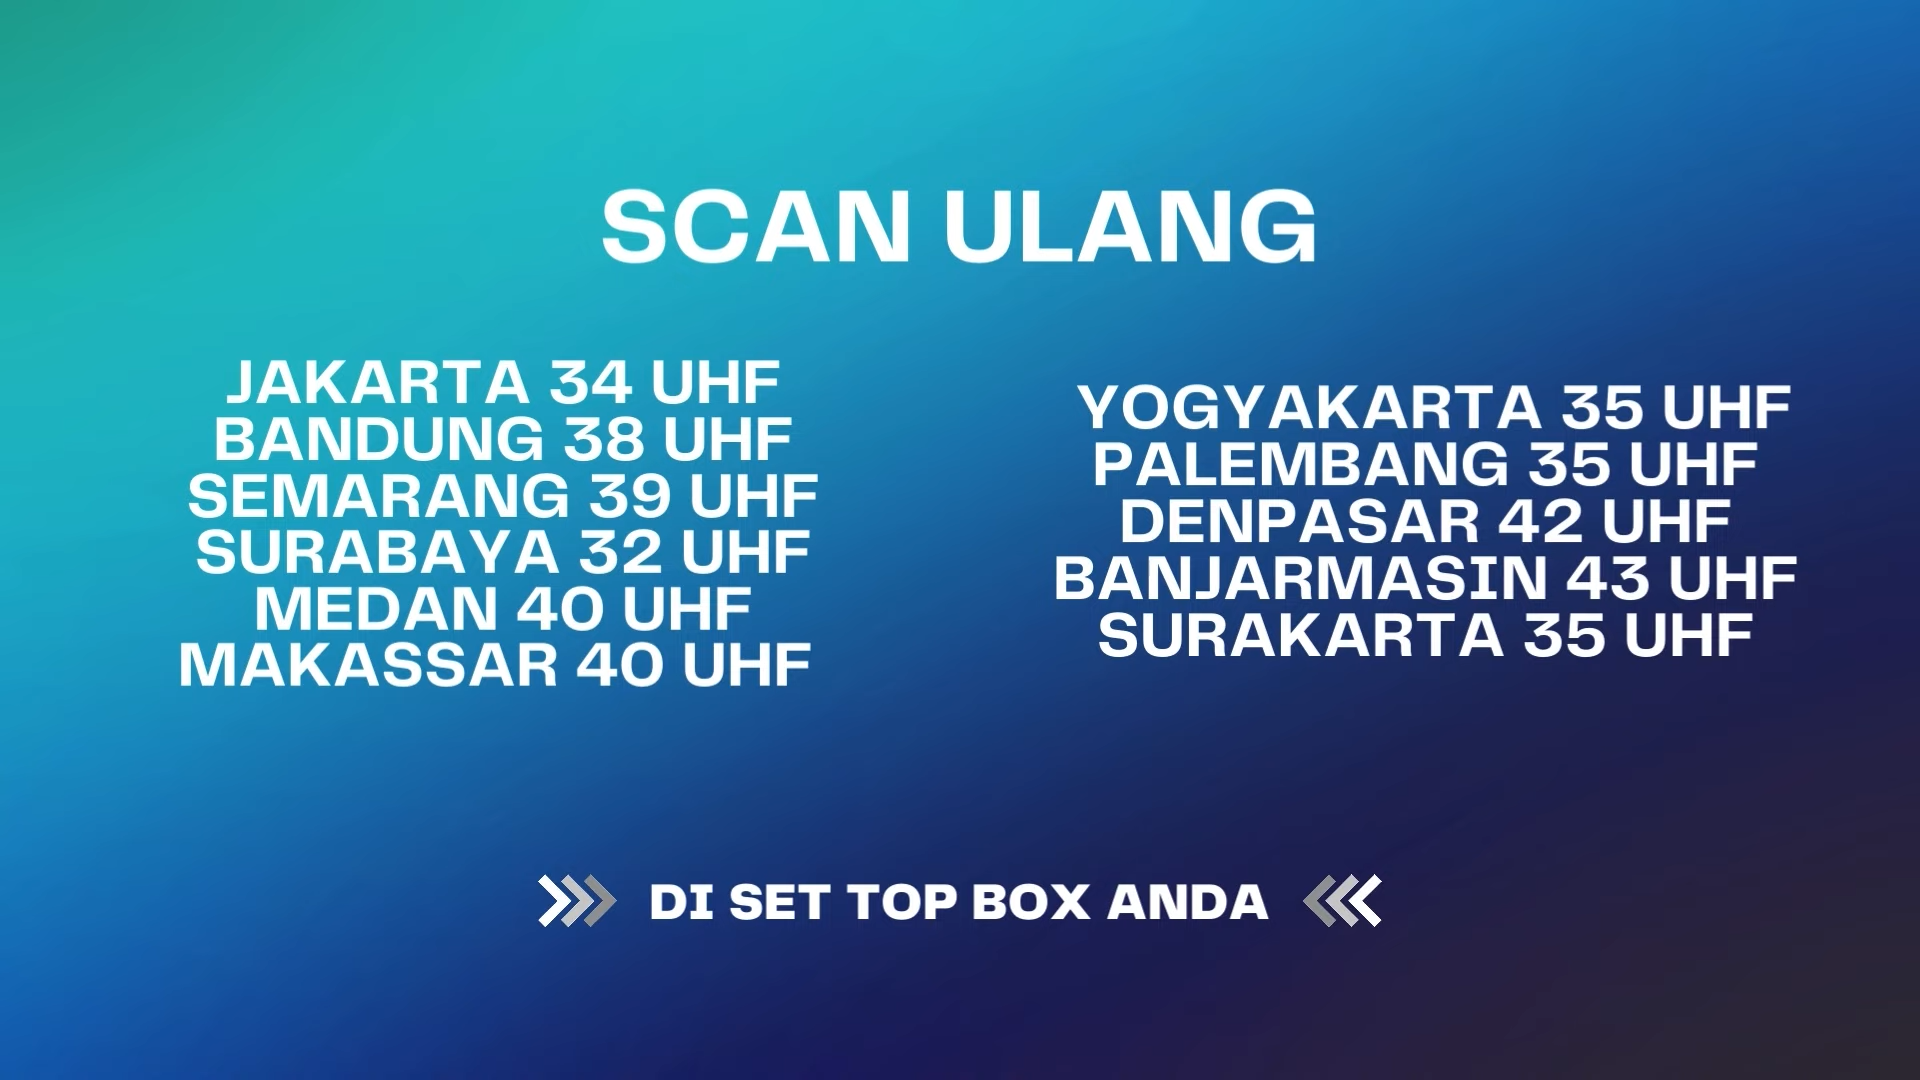 SCAN ULANG
JAKARTA 34 UHF
BANDUNG 38 UHF
SEMARANG 39 UHF
SURABAYA 32 UHF
MEDAN 40 UHF
MAKASSAR 40 UHF
YOGYAKARTA 35 UHF
PALEMBANG 35 UHF
DENPASAR 42 UHF
BANJARMASIN 43 UHF
SURAKARTA 35 UHF
DI SET TOP BOX ANDA